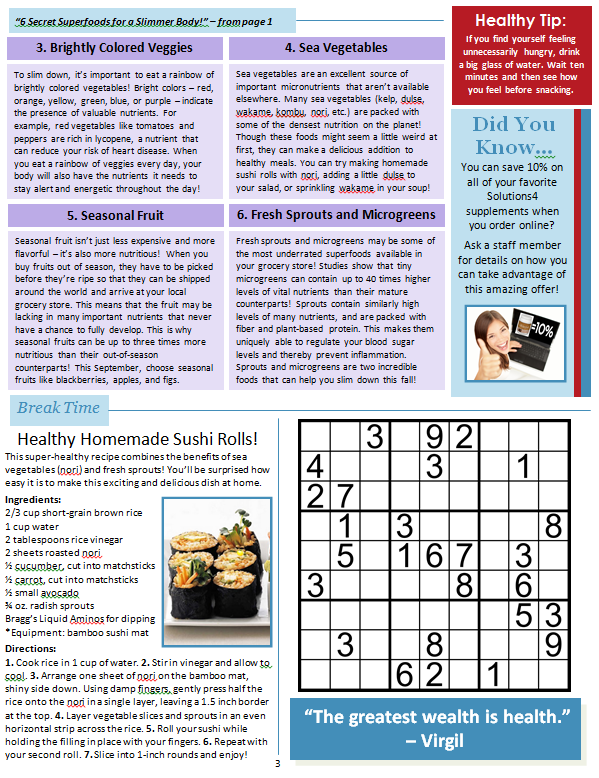 “6 Secret Superfoods for a Slimmer Body!” – from page 1
3. Brightly Colored Veggies
To slim down, it’s important to eat a rainbow of
brightly colored vegetables! Bright colors – red,
orange, yellow, green, blue, or purple – indicate
the presence of valuable nutrients. For
example, red vegetables like tomatoes and
peppers are rich in lycopene, a nutrient that
can reduce your risk of heart disease. When
you eat a rainbow of veggies every day, your
body will also have the nutrients it needs to
stay alert and energetic throughout the day!
4. Sea Vegetables
Sea vegetables are an excellent source of
important micronutrients that aren’t available
elsewhere. Many sea vegetables (kelp, dulse,
wakame, kombu, nori, etc.) are packed with
some of the densest nutrition on the planet!
Though these foods might seem a little weird at
first, they can make a delicious addition to
healthy meals. You can try making homemade
sushi rolls with nori, adding a little dulse to
your salad, or sprinkling wakame in your soup!
5. Seasonal Fruit
Seasonal fruit isn’t just less expensive and more
flavorful – it’s also more nutritious! When you
buy fruits out of season, they have to be picked
before they’re ripe so that they can be shipped
around the world and arrive at your local
grocery store. This means that the fruit may be
lacking in many important nutrients that never
have a chance to fully develop. This is why
seasonal fruits can be up to three times more
nutritious than their out-of-season
counterparts! This September, choose seasonal
fruits like blackberries, apples, and figs.
6. Fresh Sprouts and Microgreens
Fresh sprouts and microgreens may be some of
the most underrated superfoods available in
your grocery store! Studies show that tiny
microgreens can contain up to 40 times higher
levels of vital nutrients than their mature
counterparts! Sprouts contain similarly high
levels of many nutrients, and are packed with
fiber and plant-based protein. This makes them
uniquely able to regulate your blood sugar
levels and thereby prevent inflammation.
Sprouts and microgreens are two incredible
foods that can help you slim down this fall!
Healthy Tip:
If you find yourself feeling
unnecessarily hungry, drink
a big glass of water. Wait ten
minutes and then see how
you feel before snacking.
Did You
Know...
You can save 10% on
all of your favorite
Solutions4
supplements when
you order online?
Ask a staff member
for details on how you
can take advantage of
this amazing offer!
=10%
Break Time
Healthy Homemade Sushi Rolls!
This super-healthy recipe combines the benefits of sea
vegetables (nori) and fresh sprouts! You’ll be surprised how
easy it is to make this exciting and delicious dish at home.
Ingredients:
2/3 cup short-grain brown rice
1 cup water
2 tablespoons rice vinegar
2 sheets roasted nori
½ cucumber, cut into matchsticks
½ carrot, cut into matchsticks
½ small avocado
¾ oz. radish sprouts
Bragg’s Liquid Aminos for dipping
*Equipment: bamboo sushi mat
Directions:
1. Cook rice in 1 cup of water. 2. Stir in vinegar and allow to
cool. 3. Arrange one sheet of nori on the bamboo mat,
shiny side down. Using damp fingers, gently press half the
rice onto the nori in a single layer, leaving a 1.5 inch border
at the top. 4. Layer vegetable slices and sprouts in an even
horizontal strip across the rice. 5. Roll your sushi while
holding the filling in place with your fingers. 6. Repeat with
your second roll. 7. Slice into 1-inch rounds and enjoy!
3 9 2
4 3 1
2 7
1 3 8
5 1 6 7 3
3 8 6
5 3
3 8 9
6 2 1
“The greatest wealth is health.”
– Virgil
3